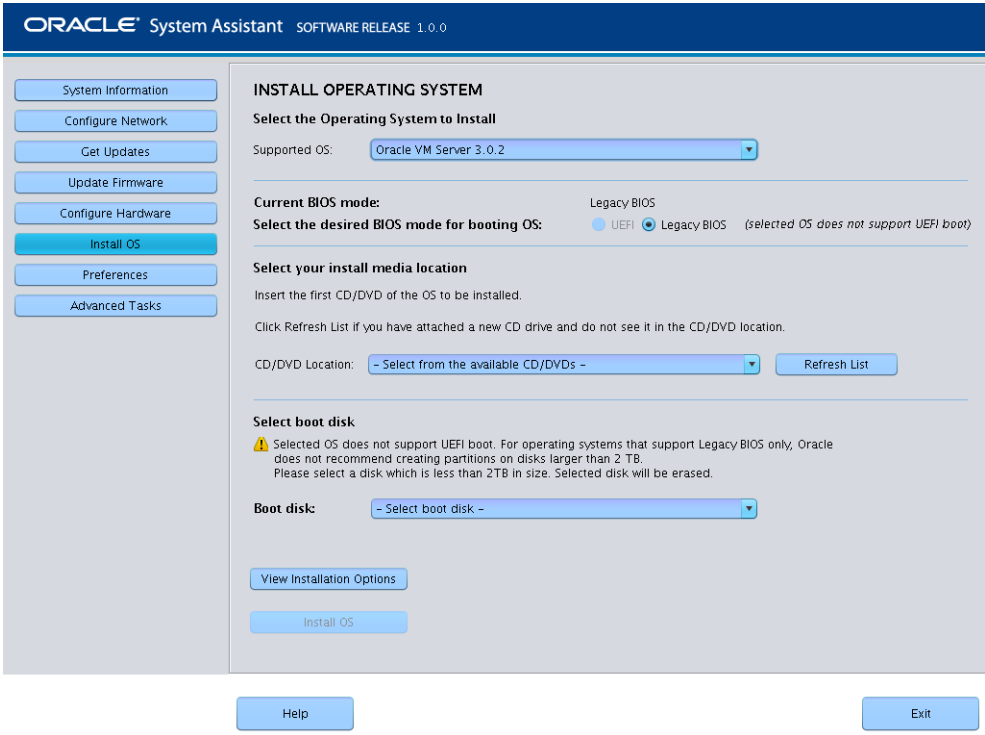 ORACLE® System Assistant SOFTWARE RELEASE 1.0.0
System Information
Configure Network
Get Updates
Update Firmware
Configure Hardware
Install OS
Preferences
Advanced Tasks
INSTALL OPERATING SYSTEM
Select the Operating System to Install
Supported OS: Oracle VM Server 3.0.2
Current BIOS mode: Legacy BIOS
Select the desired BIOS mode for booting OS: UEFI Legacy BIOS (selected OS does not support UEFI boot)
Select your install media location
Insert the first CD/DVD of the OS to be installed.
Click Refresh List if you have attached a new CD drive and do not see it in the CD/DVD location.
CD/DVD Location: – Select from the available CD/DVDs – Refresh List
Select boot disk
Selected OS does not support UEFI boot. For operating systems that support Legacy BIOS only, Oracle
does not recommend creating partitions on disks larger than 2 TB.
Please select a disk which is less than 2TB in size. Selected disk will be erased.
Boot disk: – Select boot disk –
View Installation Options
Install OS
Help Exit